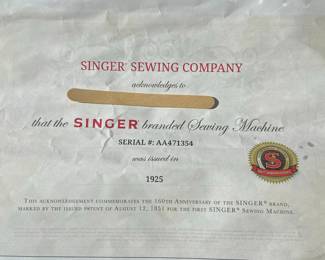 SINGER® SEWING COMPANY
acknowledges to
that the SINGER branded Sewing Machine
SERIAL #: AA471354
was issued in
1925
THIS ACKNOWLEDGEMENT COMMEMORATES THE 160TH ANNIVERSARY OF THE SINGER® BRAND,
MARKED BY THE ISSUED PATENT OF AUGUST 12, 1851 FOR THE FIRST SINGER® SEWING MACHINE.